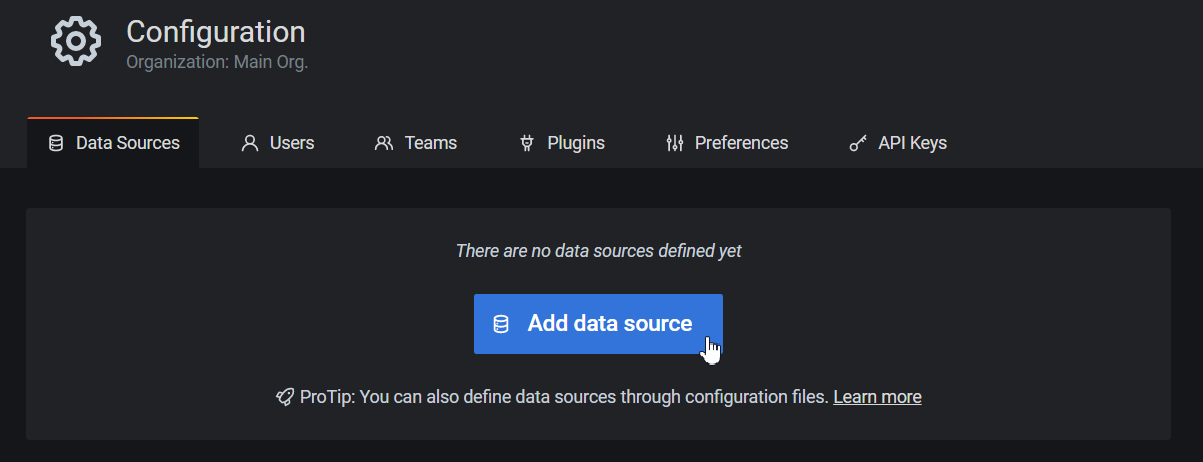 Configuration
Organization: Main Org.
Data Sources Users Teams Plugins Preferences API Keys
There are no data sources defined yet
Add data source
ProTip: You can also define data sources through configuration files. Learn more